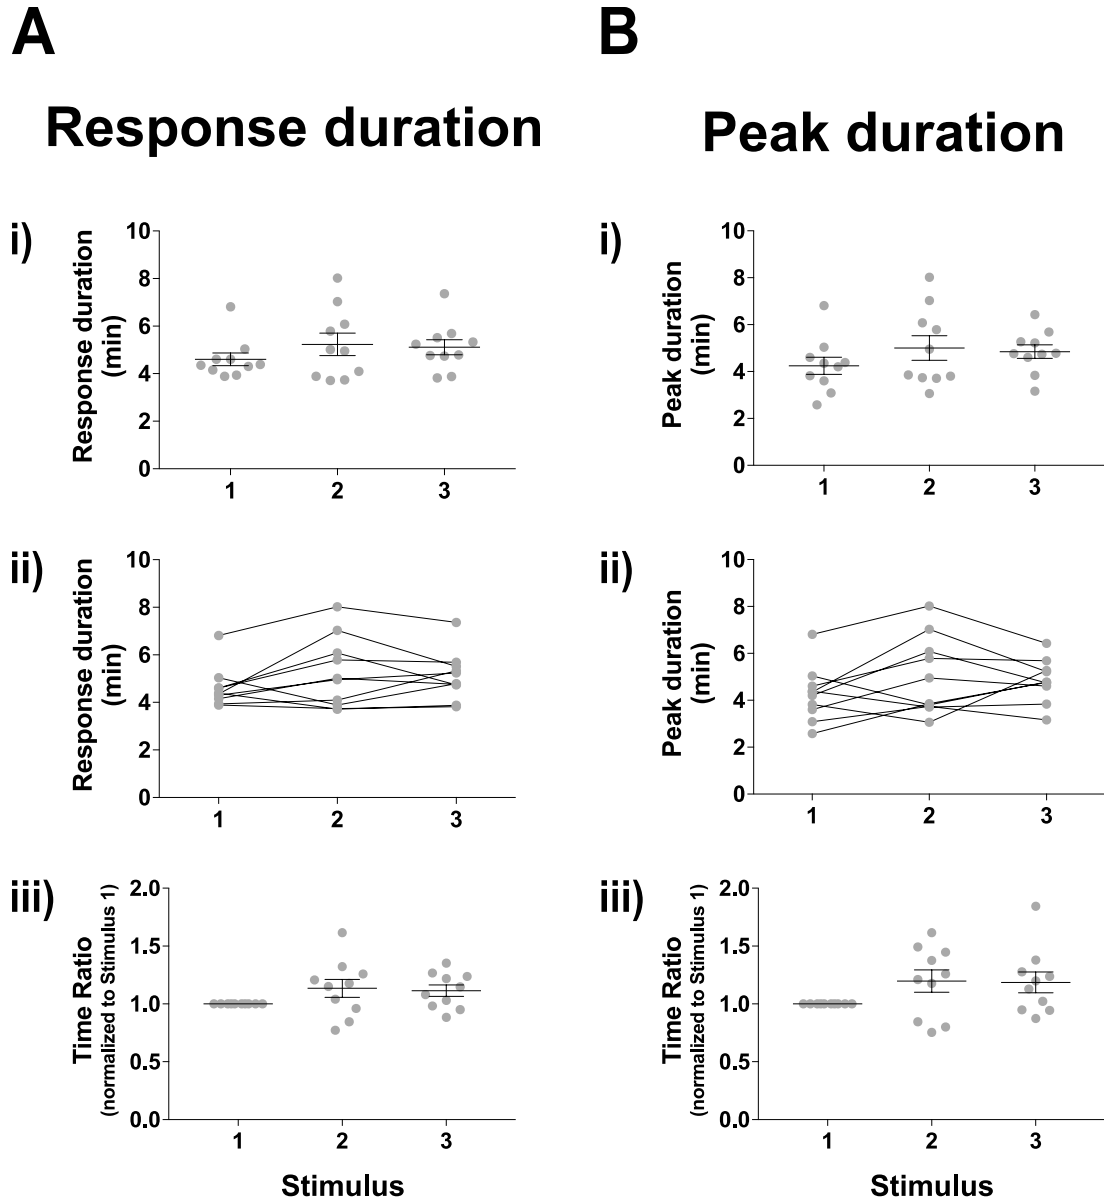 A
B
Response duration
Peak duration
i)
Response duration
(min)
10
8
6
4
2
0
1 2 3
i)
Peak duration
(min)
10
8
6
4
2
0
1 2 3
ii)
Response duration
(min)
10
8
6
4
2
0
1 2 3
ii)
Peak duration
(min)
10
8
6
4
2
0
1 2 3
iii)
Time Ratio
(normalized to Stimulus 1)
2.0
1.5
1.0
0.5
0.0
1 2 3
Stimulus
iii)
Time Ratio
(normalized to Stimulus 1)
2.0
1.5
1.0
0.5
0.0
1 2 3
Stimulus